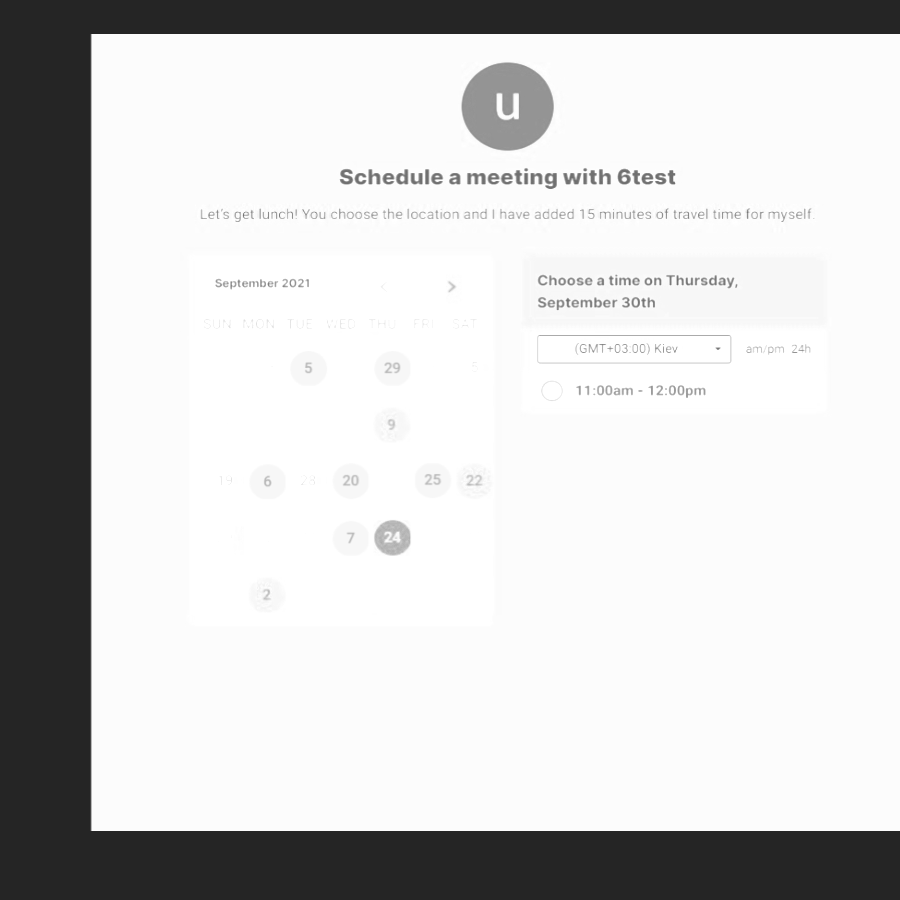 u
Schedule a meeting with 6test
Let's get lunch! You choose the location and I have added 15 minutes of travel time for myself.
September 2021
SUN MON TUE WED THU FRI SAT
5 29 5
9
19 6 23 20 25 22
7 24
2
Choose a time on Thursday,
September 30th
(GMT+03:00) Kiev am/pm 24h
11:00am - 12:00pm